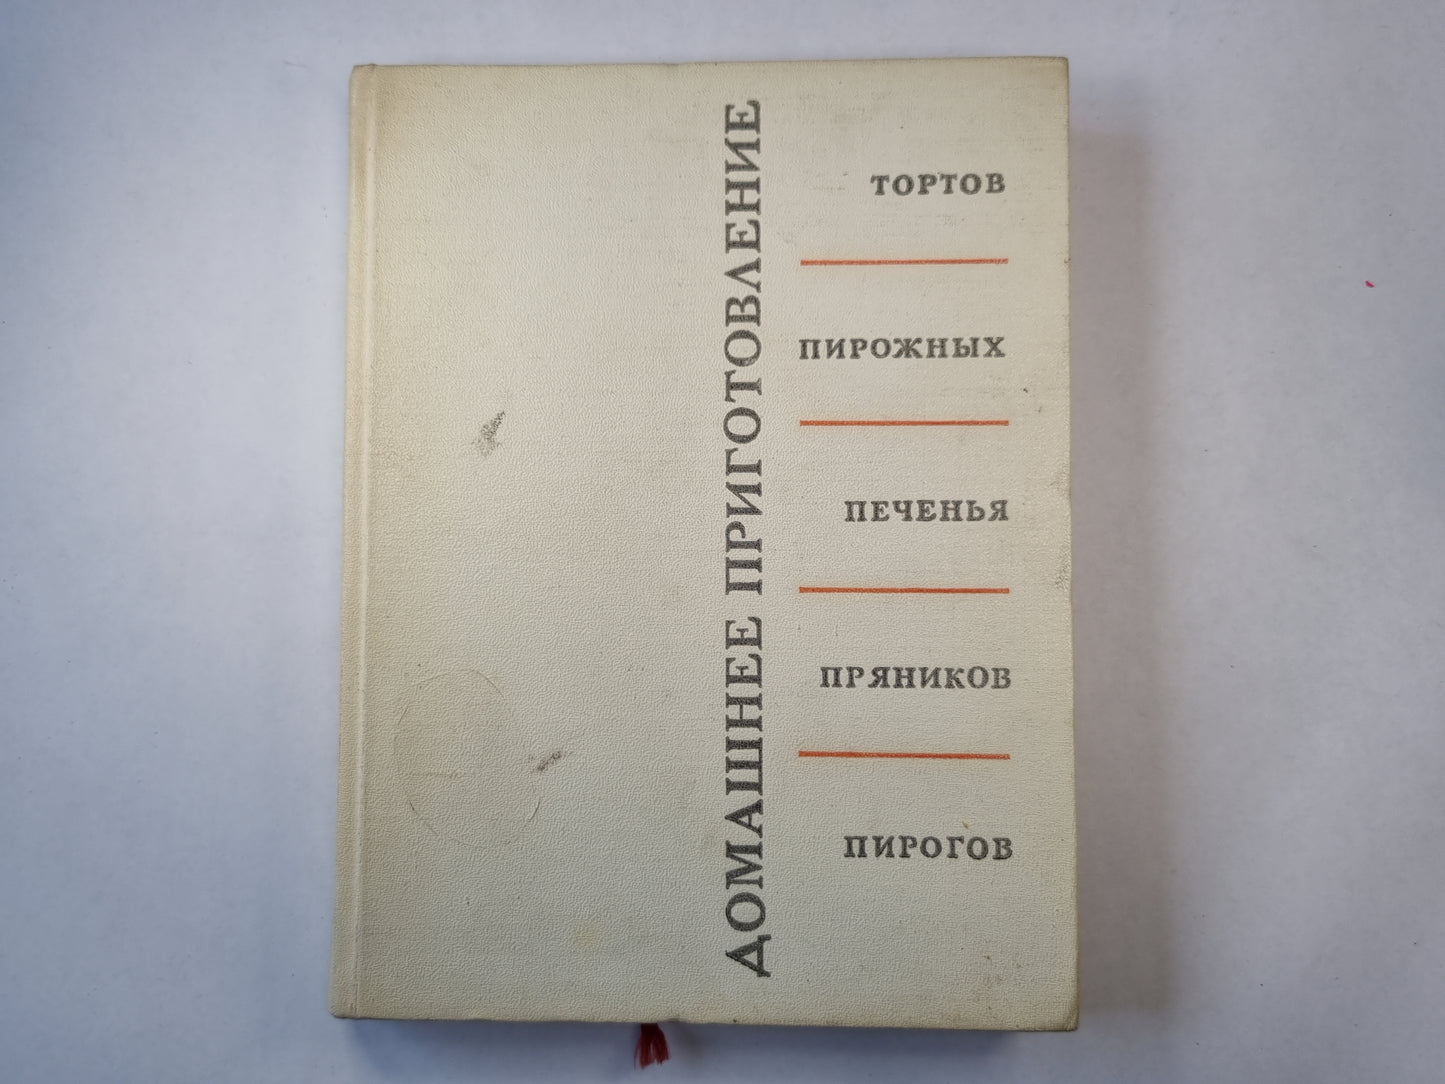 ДОМАШНЕЕ ПРИГОТОВЛЕНИЕ
ТОРТОВ
ПИРОЖНЫХ
ПЕЧЕНЬЯ
ПРЯНИКОВ
ПИРОГОВ